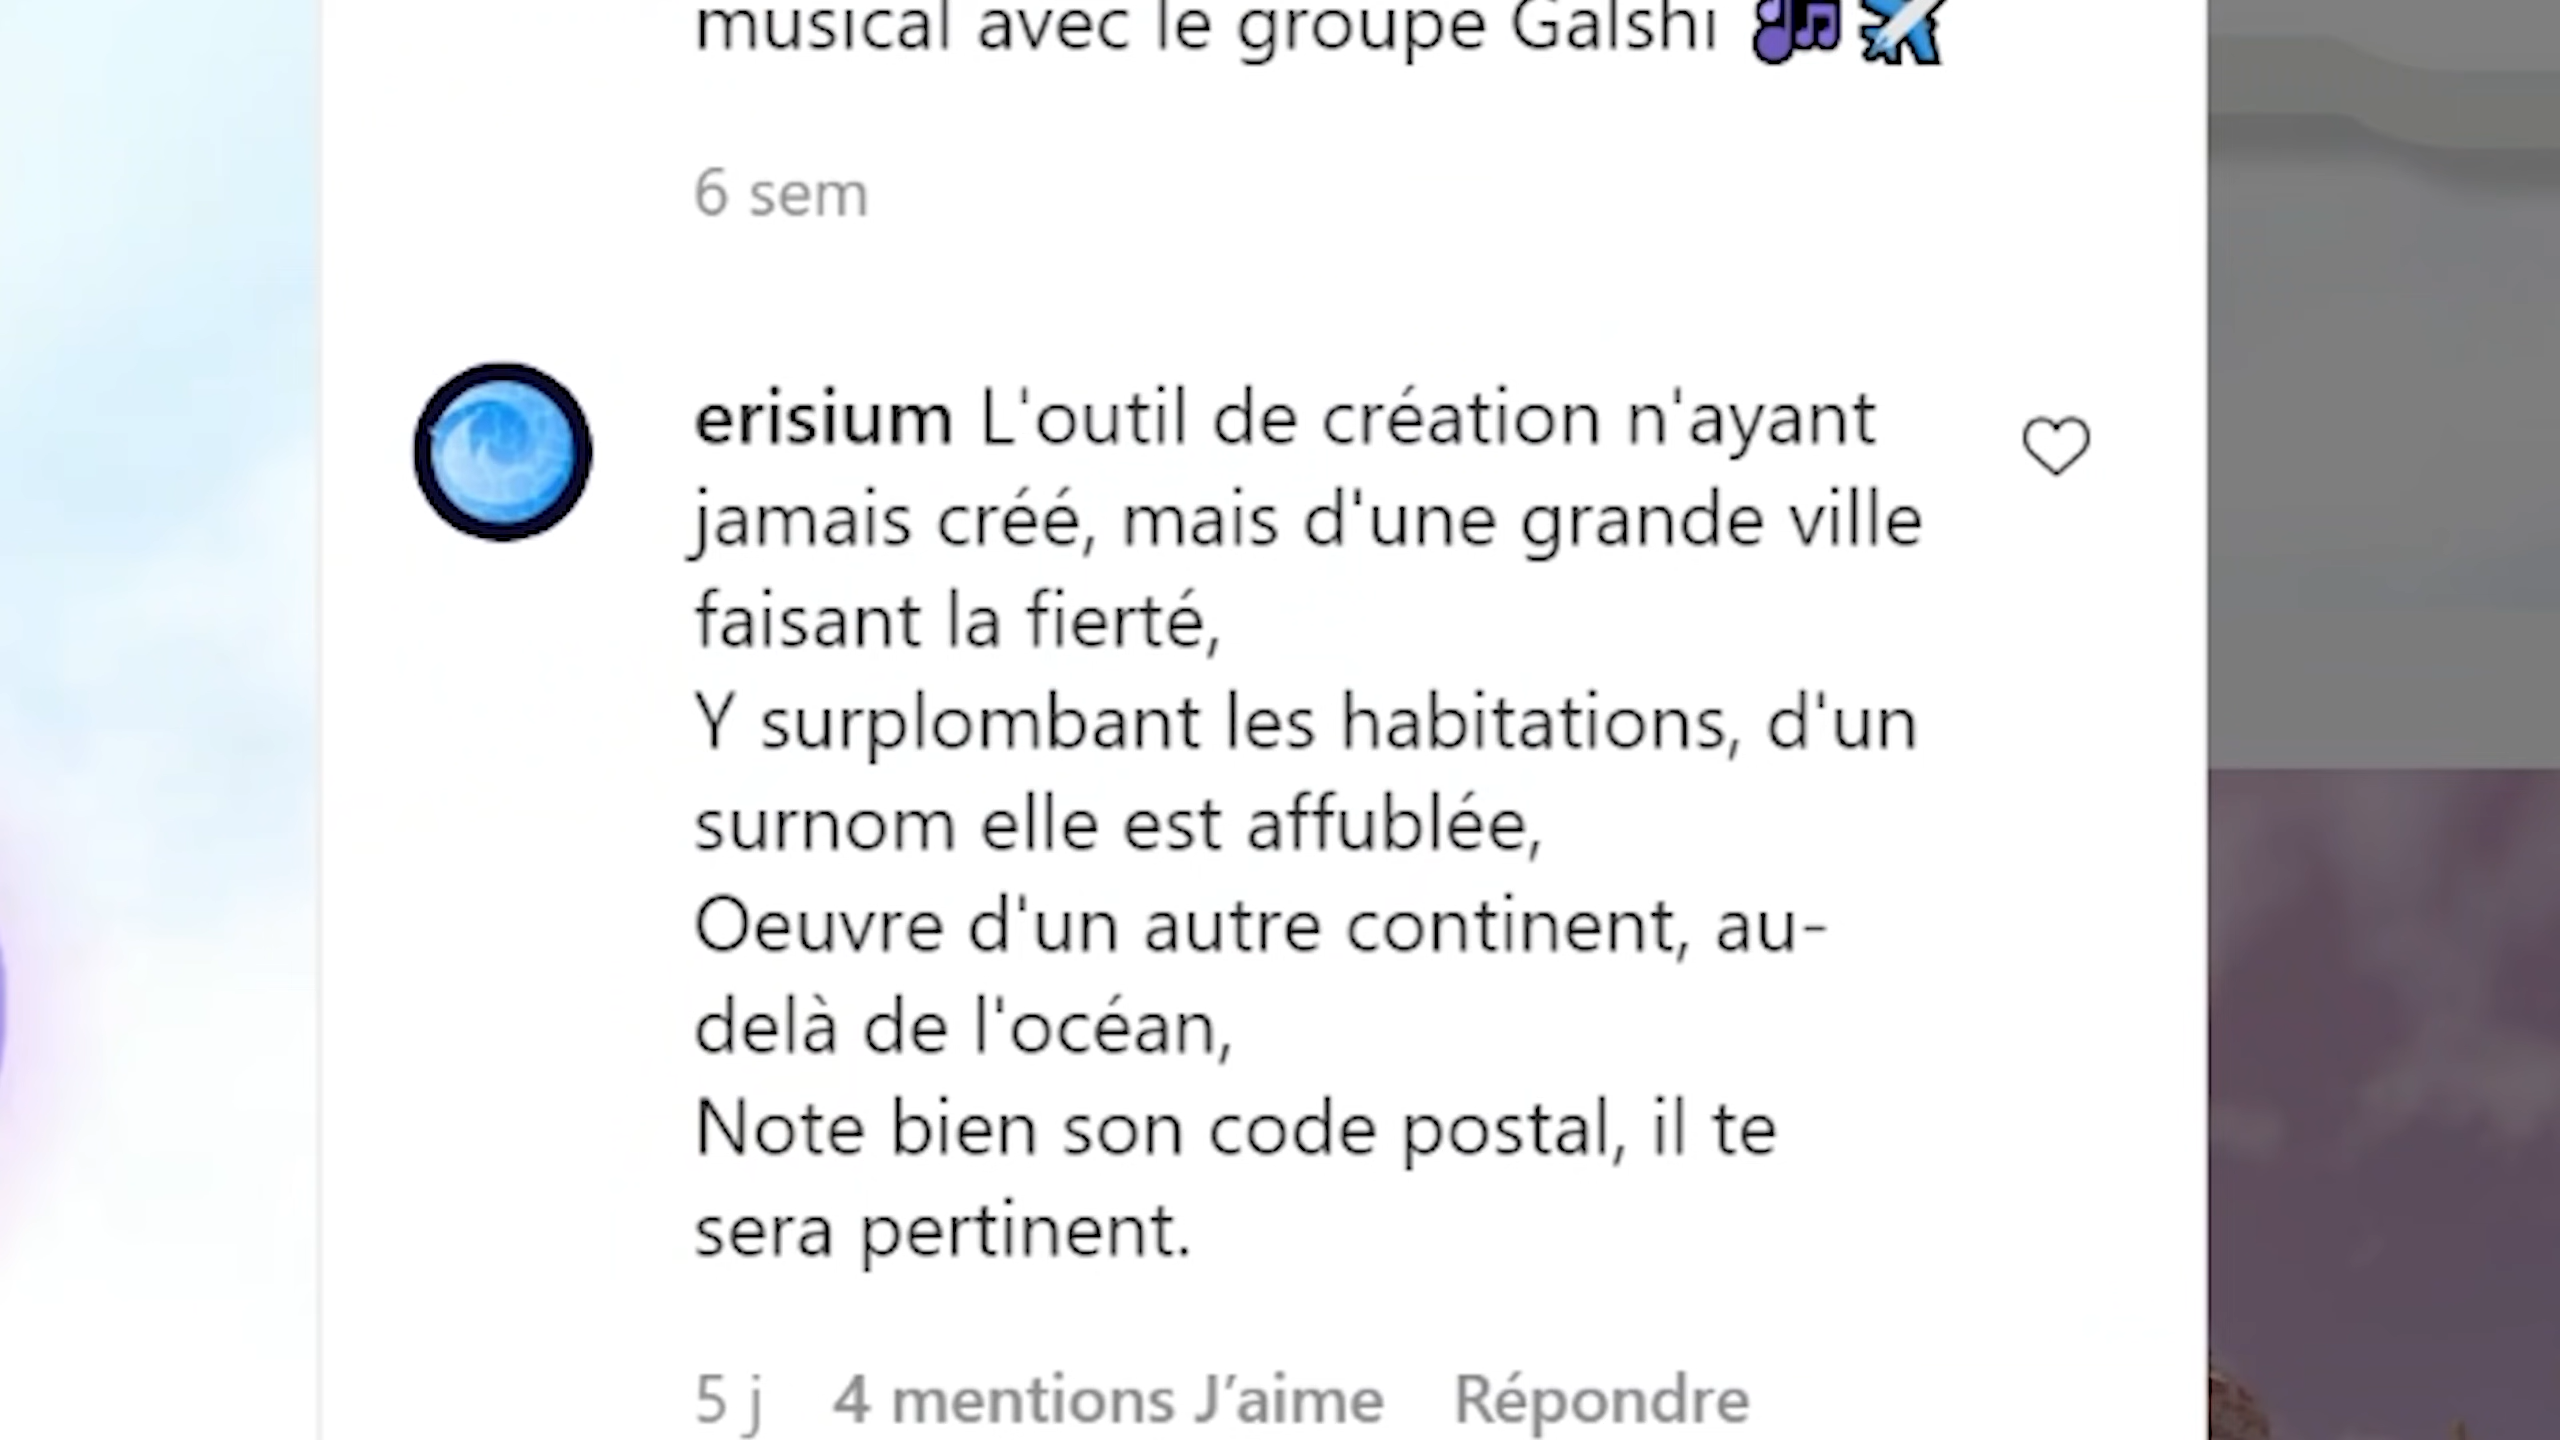 musical avec le groupe Galshi 🎶✈️
6 sem
erisium L'outil de création n'ayant
jamais créé, mais d'une grande ville
faisant la fierté,
Y surplombant les habitations, d'un
surnom elle est affublée,
Oeuvre d'un autre continent, au-
delà de l'océan,
Note bien son code postal, il te
sera pertinent.
5 j 4 mentions J'aime Répondre